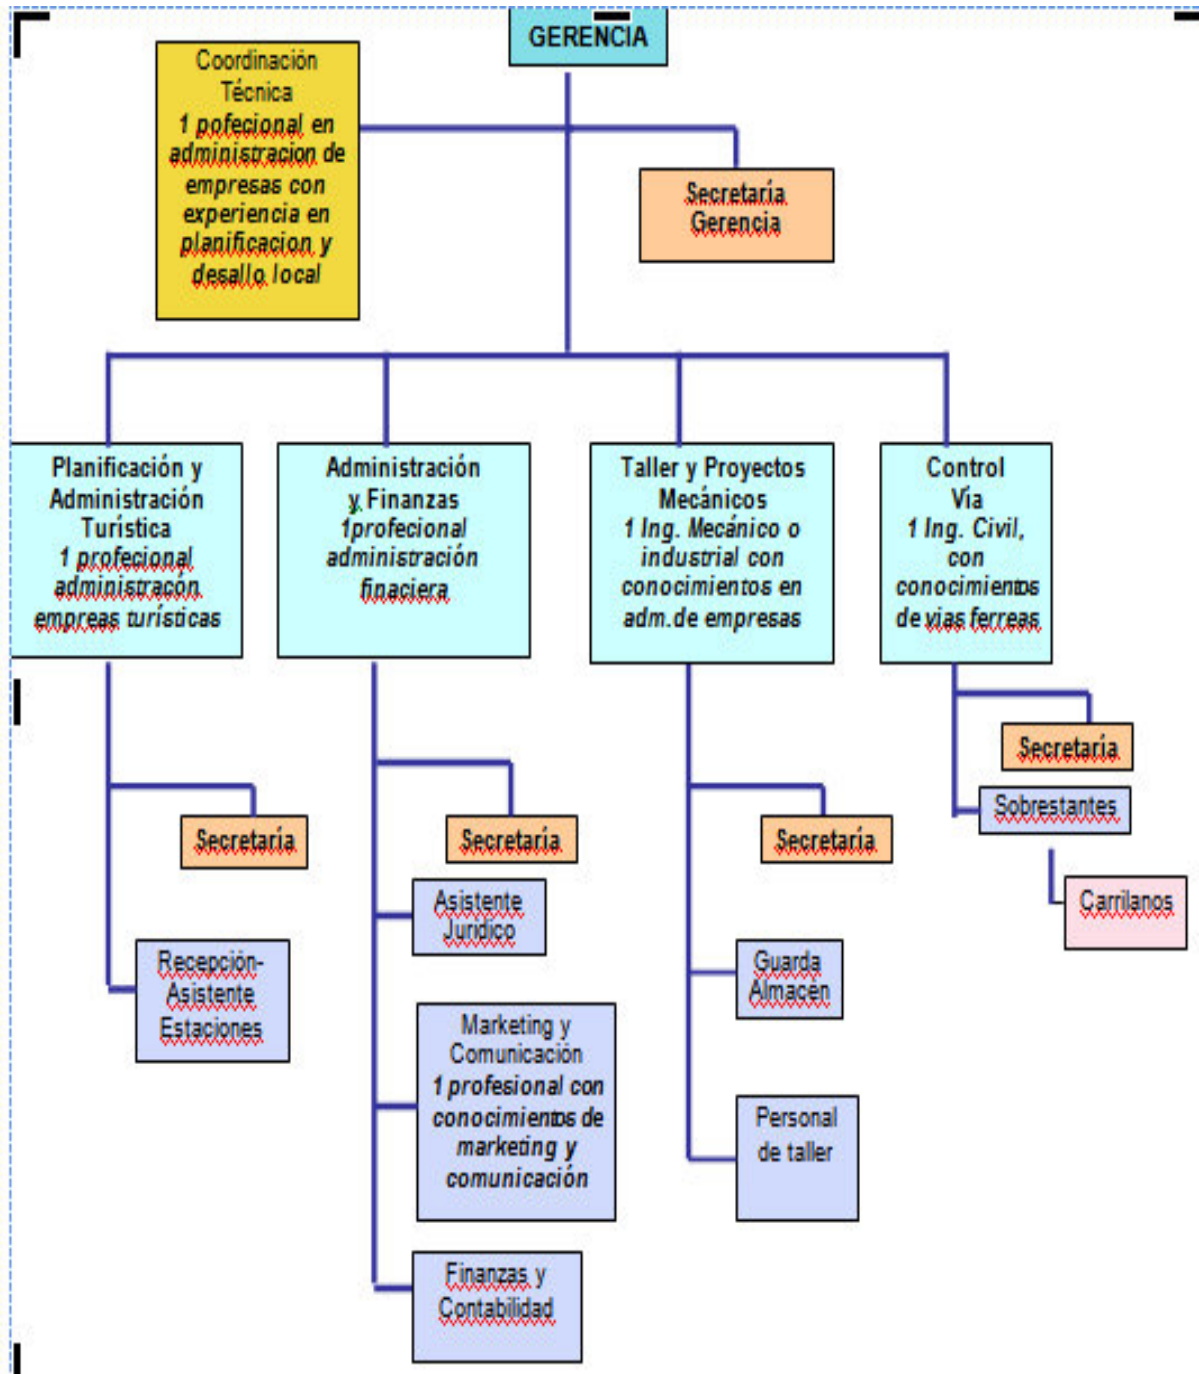 GERENCIA
Coordinación
Técnica
1 pofecional en
administracion de
empresas con
experiencia en
planificacion y
desallo local
Secretaría
Gerencia
Planificación y
Administración
Turística
1 profecional
administracón
empreas turísticas
Administración
y Finanzas
1profecional
administración
finaciera
Taller y Proyectos
Mecánicos
1 Ing. Mecánico o
industrial con
conocimientos en
adm.de empresas
Control
Vía
1 Ing. Civil,
con
conocimientos
de vias ferreas
Secretaría
Recepción-
Asistente
Estaciones
Secretaría
Asistente
Jurídico
Marketing y
Comunicación
1 profesional con
conocimientos de
marketing y
comunicación
Finanzas y
Contabilidad
Secretaría
Guarda
Almacén
Personal
de taller
Secretaría
Sobrestantes
Carrilanos